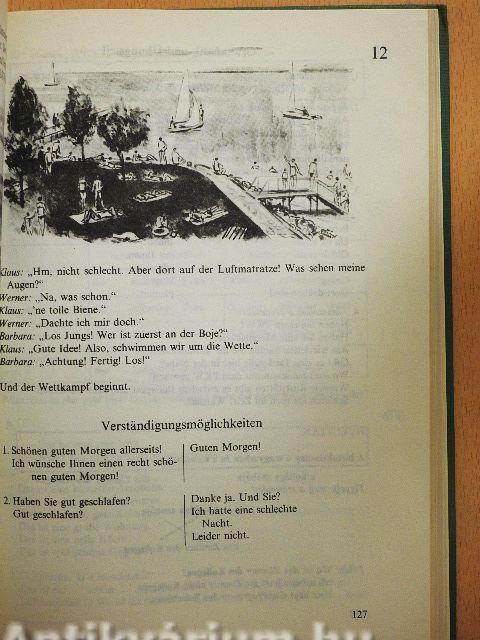 12
Klaus: „Hm, nicht schlecht. Aber dort auf der Luftmatratze! Was sehen meine
Augen?“
Werner: „Na, was schon.“
Klaus: „'ne tolle Biene.“
Werner: „Dachte ich mir doch.“
Barbara: „Los Jungs! Wer ist zuerst an der Boje?“
Klaus: „Gute Idee! Also, schwimmen wir um die Wette.“
Barbara: „Achtung! Fertig! Los!“
Und der Wettkampf beginnt.
Verständigungsmöglichkeiten
1. Schönen guten Morgen allerseits!
Ich wünsche Ihnen einen recht schö-
nen guten Morgen!
Guten Morgen!
2. Haben Sie gut geschlafen?
Gut geschlafen?
Danke ja. Und Sie?
Ich hatte eine schlechte
Nacht.
Leider nicht.
127
Antikvárium.hu